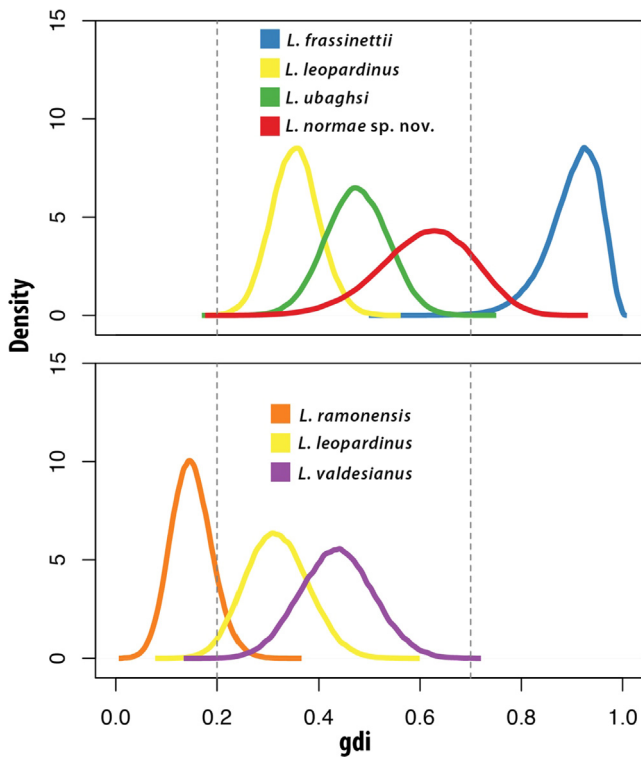 15
10
5
0
L. frassinettii
L. leopardinus
L. ubaghsi
L. normae sp. nov.
Density
15
10
5
0
L. ramonensis
L. leopardinus
L. valdesianus
0.0 0.2 0.4 0.6 0.8 1.0
gdi